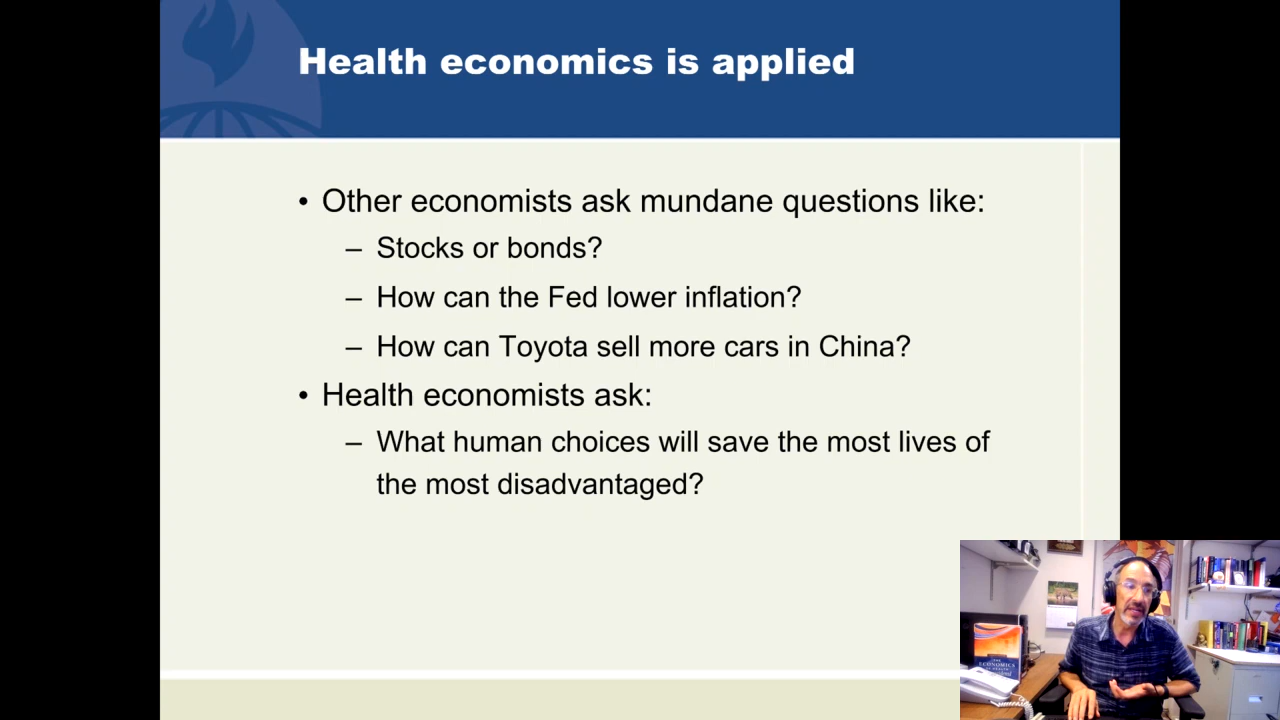 Health economics is applied
• Other economists ask mundane questions like:
– Stocks or bonds?
– How can the Fed lower inflation?
– How can Toyota sell more cars in China?
• Health economists ask:
– What human choices will save the most lives of
the most disadvantaged?
ECONOMICS